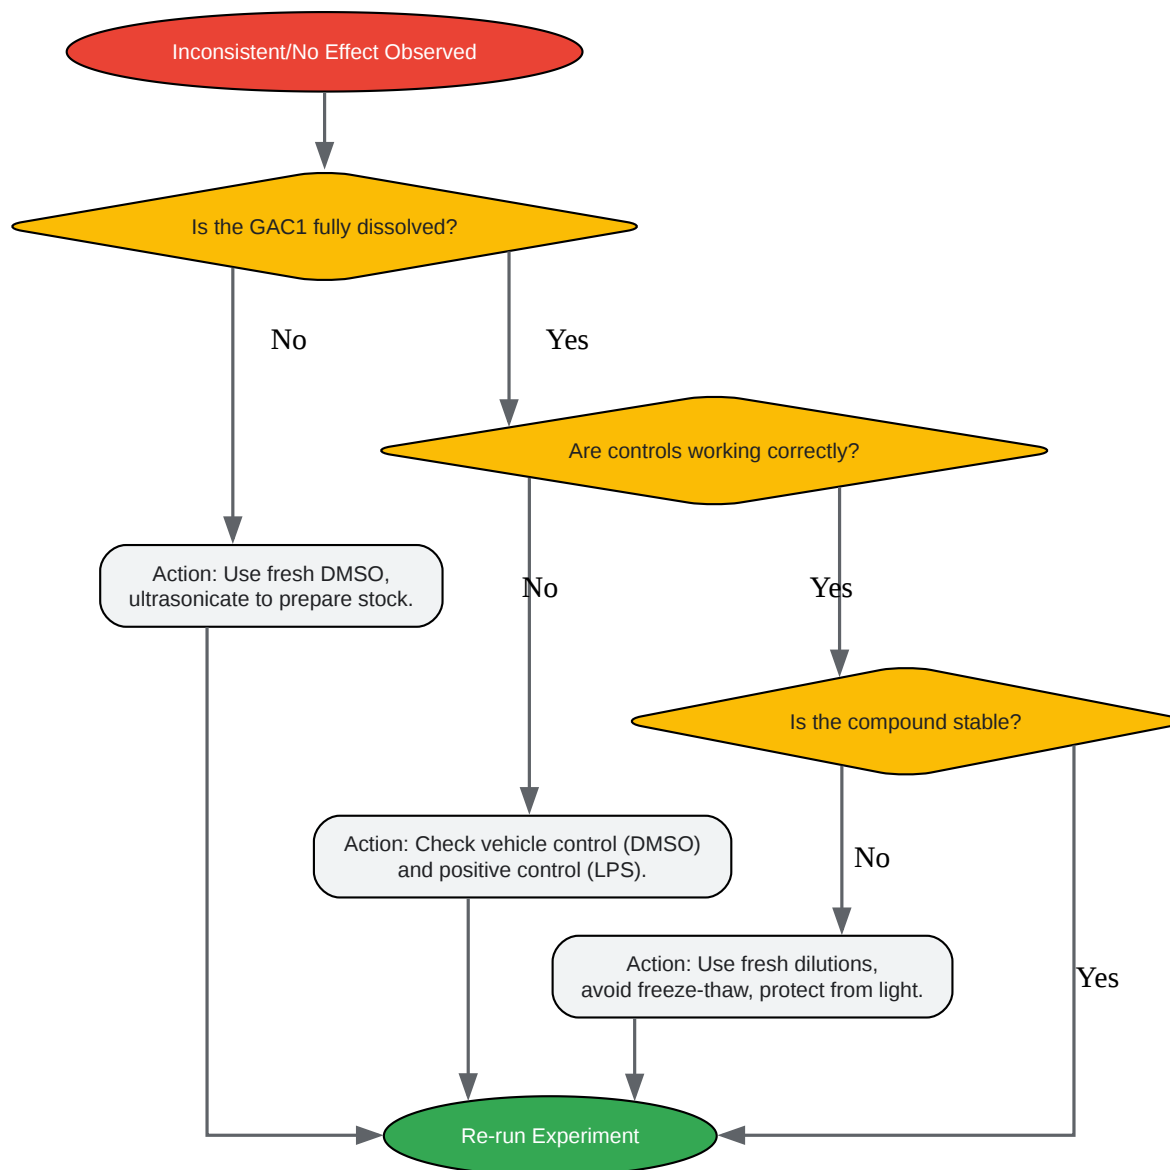 Inconsistent/No Effect Observed
Is the GAC1 fully dissolved?
No
Yes
Are controls working correctly?
Action: Use fresh DMSO,
ultrasonicate to prepare stock.
No
Yes
Is the compound stable?
Action: Check vehicle control (DMSO)
and positive control (LPS).
No
Action: Use fresh dilutions,
avoid freeze-thaw, protect from light.
Yes
Re-run Experiment